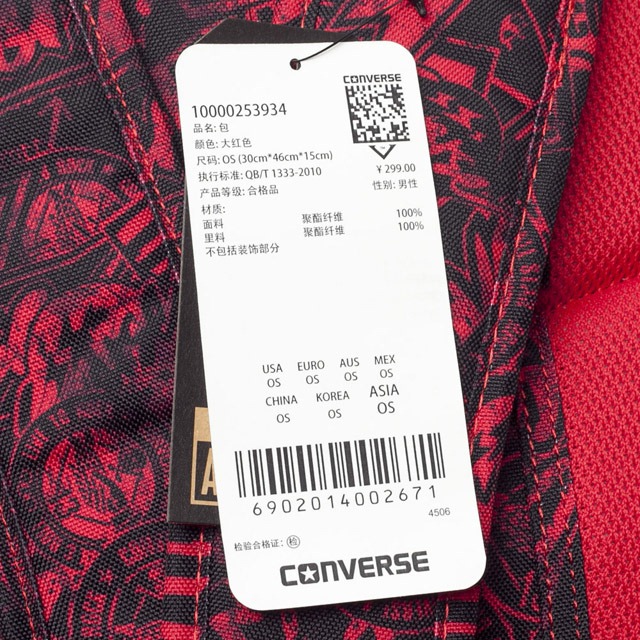 CONVERSE
10000253934
品名: 包
颜色: 大红色
尺码: OS (30cm*46cm*15cm)
执行标准: QB/T 1333-2010
¥ 299.00
产品等级: 合格品
性别: 男性
材质:
面料 聚酯纤维 100%
里料 聚酯纤维 100%
不包括装饰部分
USA EURO AUS MEX
OS OS OS OS
CHINA KOREA ASIA
OS OS OS
6902014002671
4506
检验合格证: 检
CONVERSE